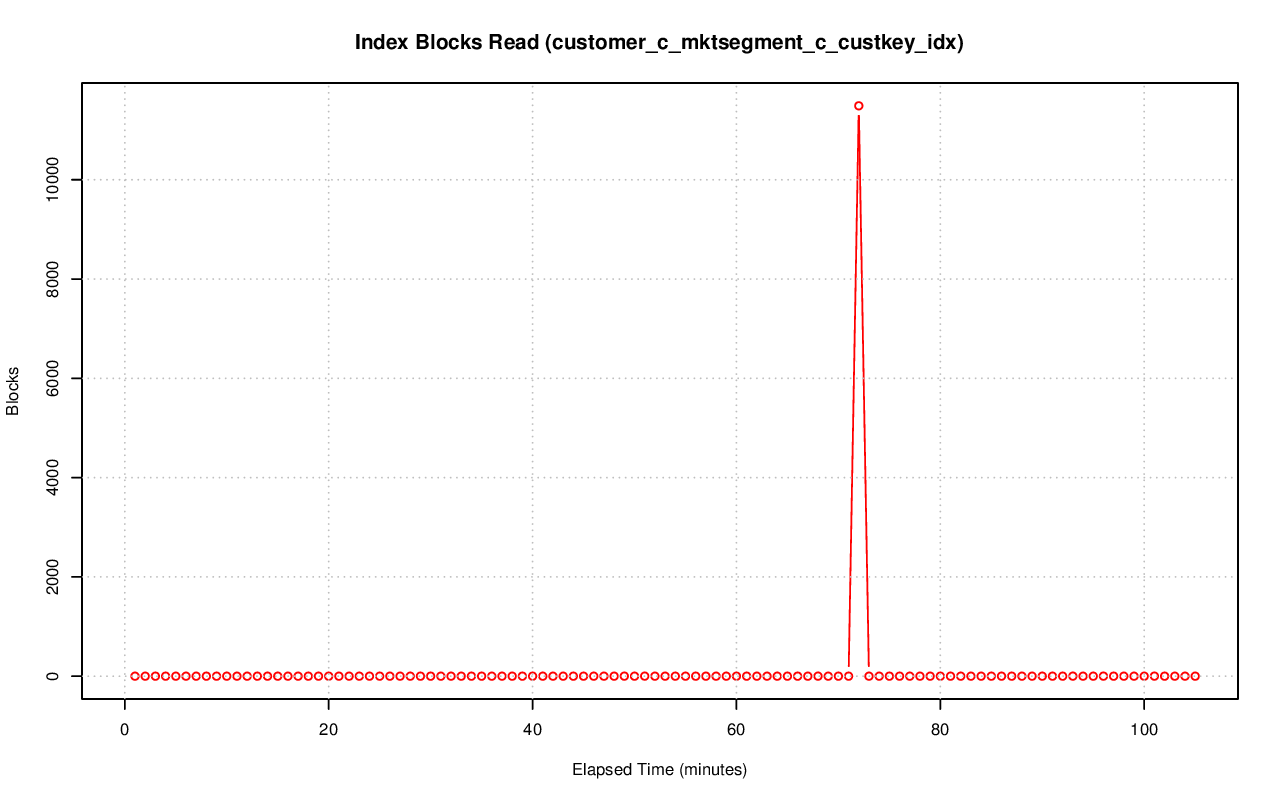 Index Blocks Read (customer_c_mktsegment_c_custkey_idx)
10000
8000
6000
4000
2000
0
Blocks
0 20 40 60 80 100
Elapsed Time (minutes)